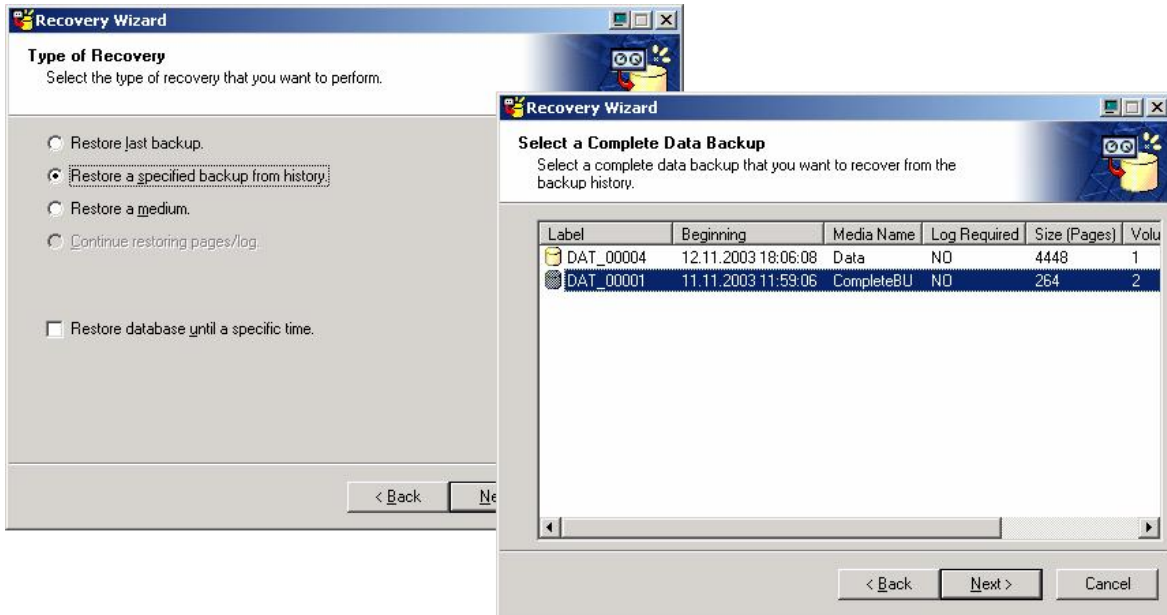 Recovery Wizard
Type of Recovery
Select the type of recovery that you want to perform.
Restore last backup.
Restore a specified backup from history.
Restore a medium.
Continue restoring pages/log.
Restore database until a specific time.
< Back
Recovery Wizard
Select a Complete Data Backup
Select a complete data backup that you want to recover from the
backup history.
Label Beginning Media Name Log Required Size (Pages) Volu
DAT_00004 12.11.2003 18:06:08 Data NO 4448 1
DAT_00001 11.11.2003 11:59:06 CompleteBU NO 264 2
< Back Next > Cancel